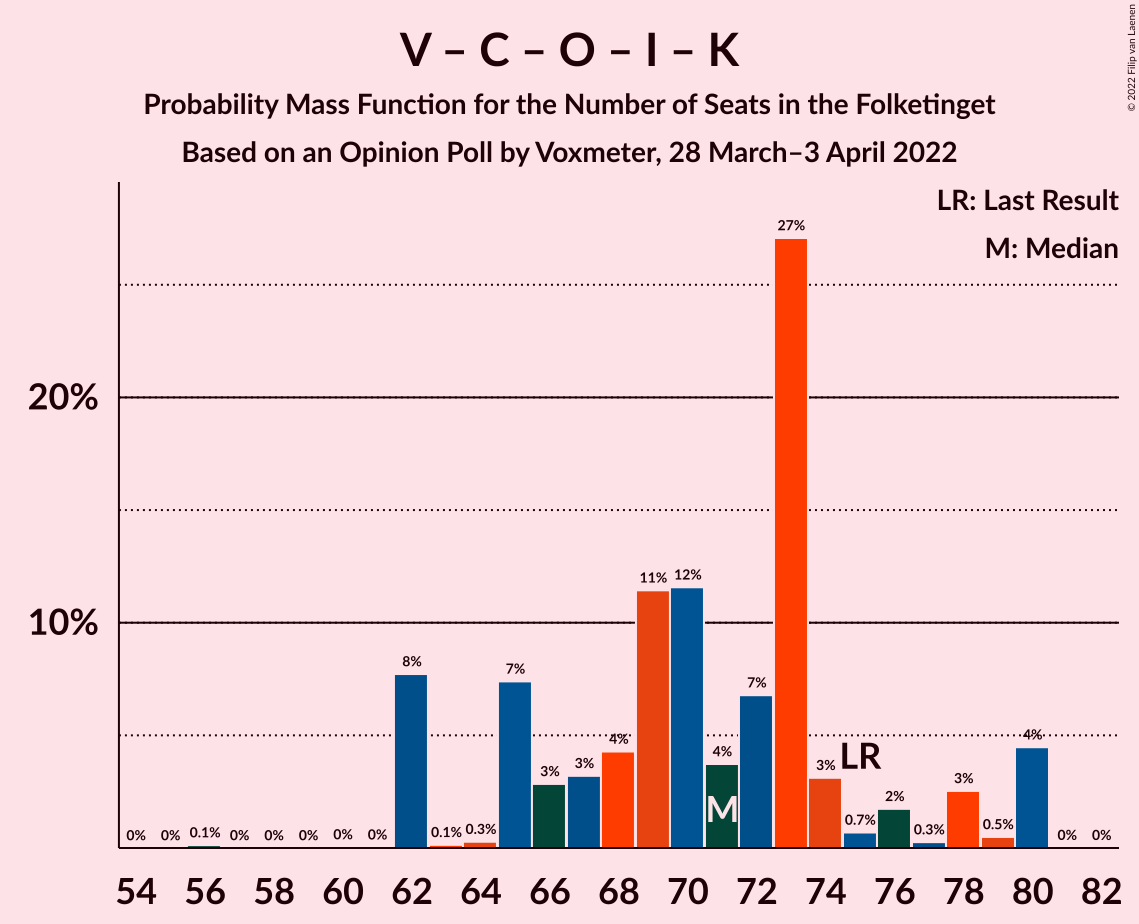 V – C – O – I – K
Probability Mass Function for the Number of Seats in the Folketinget
Based on an Opinion Poll by Voxmeter, 28 March–3 April 2022
© 2022 Filip van Laenen
LR: Last Result
M: Median
20%
10%
0% 0% 0.1% 0% 0% 0% 0% 0% 8% 0.1% 0.3% 7% 3% 3% 4% 11% 12% 4% 7% 27% 3% 0.7% 2% 0.3% 3% 0.5% 4% 0% 0%
LR
M
54 56 58 60 62 64 66 68 70 72 74 76 78 80 82